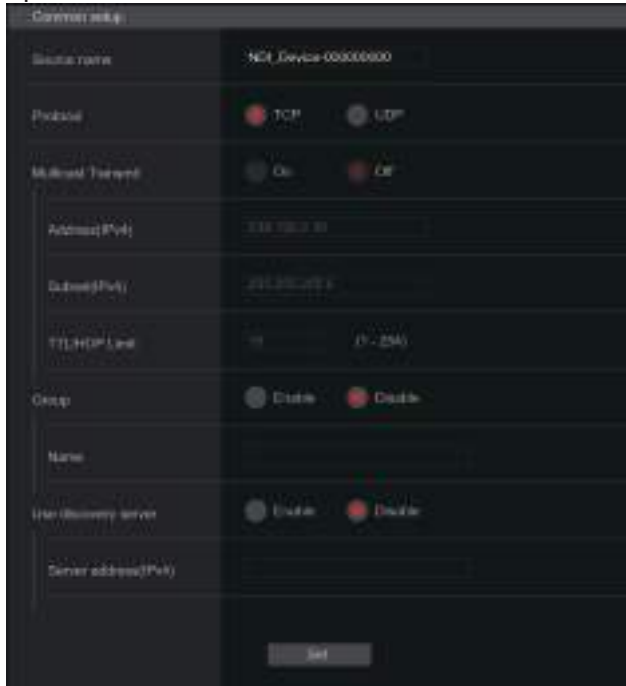 Common setup
Source name NDI_Device-000000000
Protocol TCP UDP
Multicast Transmit On Off
Address(IPv4)
Subnet(IPv4)
TTL/HOP Limit (1 - 254)
Group Enable Disable
Name
Use discovery server Enable Disable
Server address(IPv4)
Set